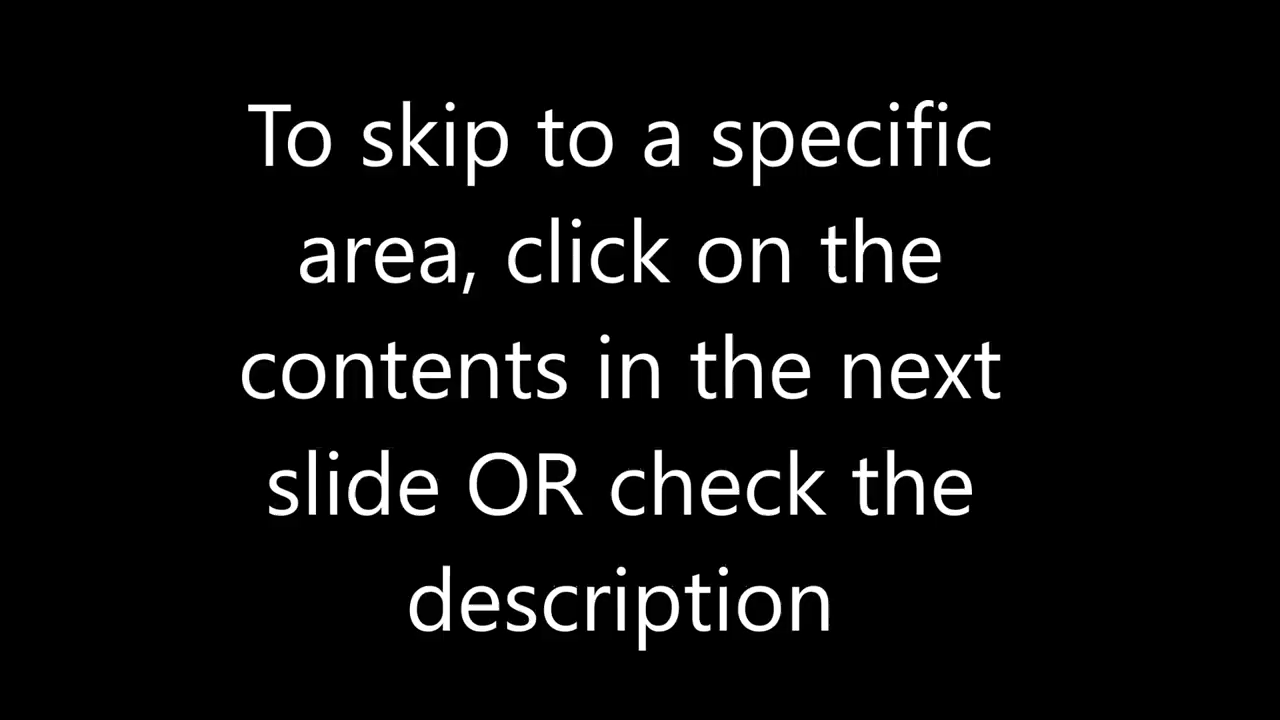 To skip to a specific
area, click on the
contents in the next
slide OR check the
description